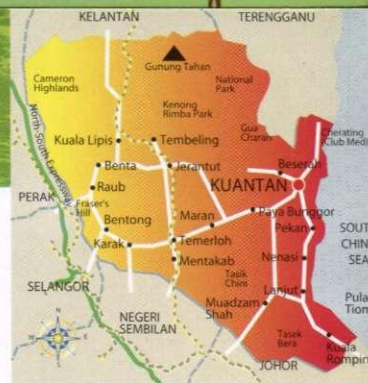 KELANTAN
TERENGGANU
Gunung Tahan
Cameron
Highlands
National
Park
Kenong
Rimba Park
North-South Expressway
Gua
Charah
Cherating
(Club Med)
Kuala Lipis
Tembeling
Benta
Jerantut
Beserah
KUANTAN
PERAK
Raub
Fraser's
Hill
Maran
Paya Bunggor
Bentong
Pekan
SOUT
CHIN
SEA
Karak
Temerloh
Mentakab
Nenasi
Tasik
Chini
SELANGOR
Lanjut
Muadzam
Shah
Pula
Tiom
N
NEGERI
SEMBILAN
Tasek
Bera
Kuala
Rompin
JOHOR